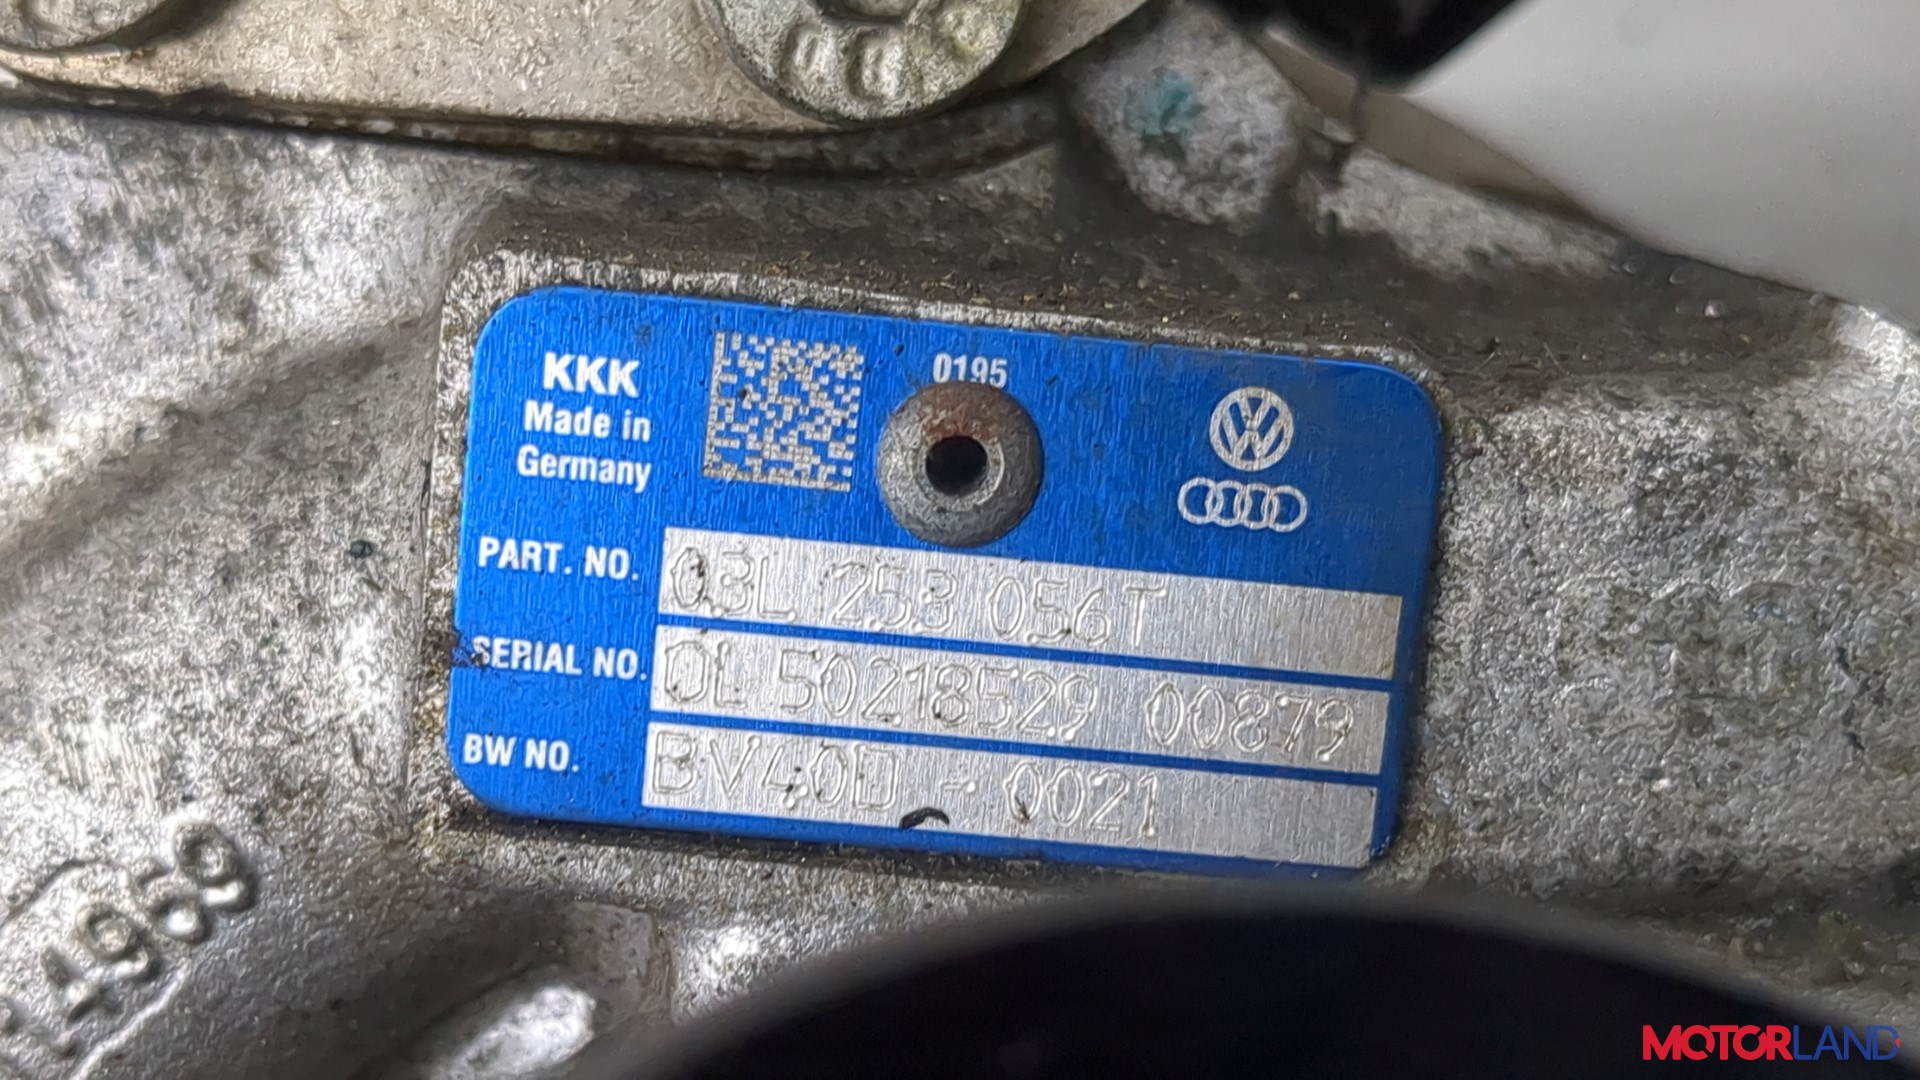 KKK
Made in
Germany
0195
PART. NO. 03L 253 056T
SERIAL NO. 0L 50218529 00879
BW NO. BV40D - 0021
MOTORLAND